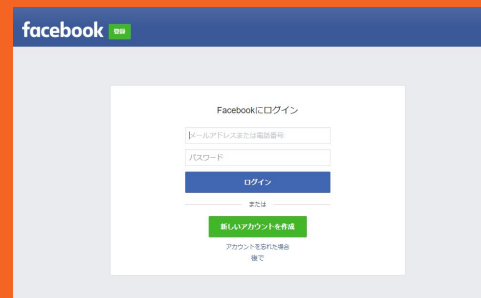 facebook 登録
Facebookにログイン
メールアドレスまたは電話番号
パスワード
ログイン
または
新しいアカウントを作成
アカウントを忘れた場合
後で